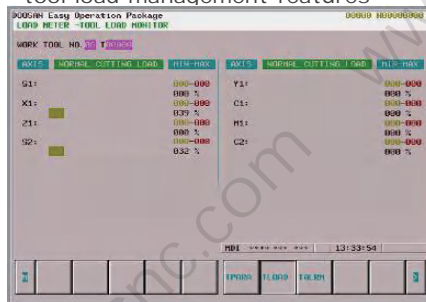 tool load management features
DOOSAN Easy Operation Package
LOAD METER -TOOL LOAD MONITOR
WORK TOOL NO.
AXIS NORMAL CUTTING LOAD MIN-MAX AXIS NORMAL CUTTING LOAD MIN-MAX
S1: 000-000 Y1: 000-000
000 % 000 %
X1: 000-000 C1: 000-000
039 % 000 %
Z1: 000-000 M1: 000-000
000 % 000 %
S2: 000-000 C2: 000-000
032 % 000 %
MDI **** *** *** 13:33:54
TPARA TLOAD TALRM
cnc.com